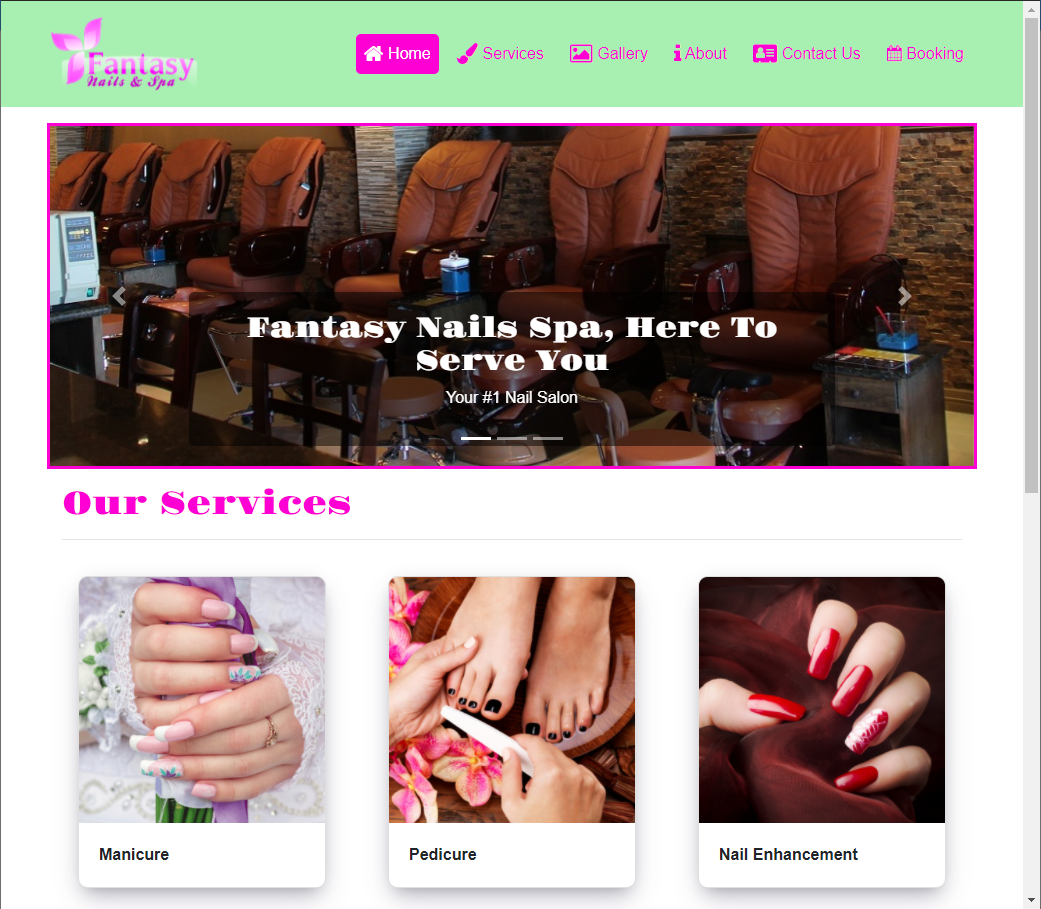 Fantasy
Nails & Spa
Home
Services
Gallery
About
Contact Us
Booking
Fantasy Nails Spa, Here To
Serve You
Your #1 Nail Salon
Our Services
Manicure
Pedicure
Nail Enhancement